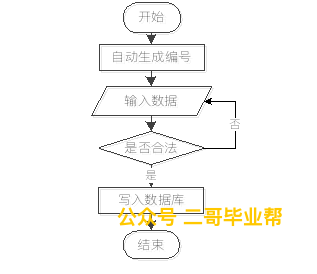 开始
自动生成编号
输入数据
否
是否合法
是
写入数据库
公众号 二哥毕业帮
结束